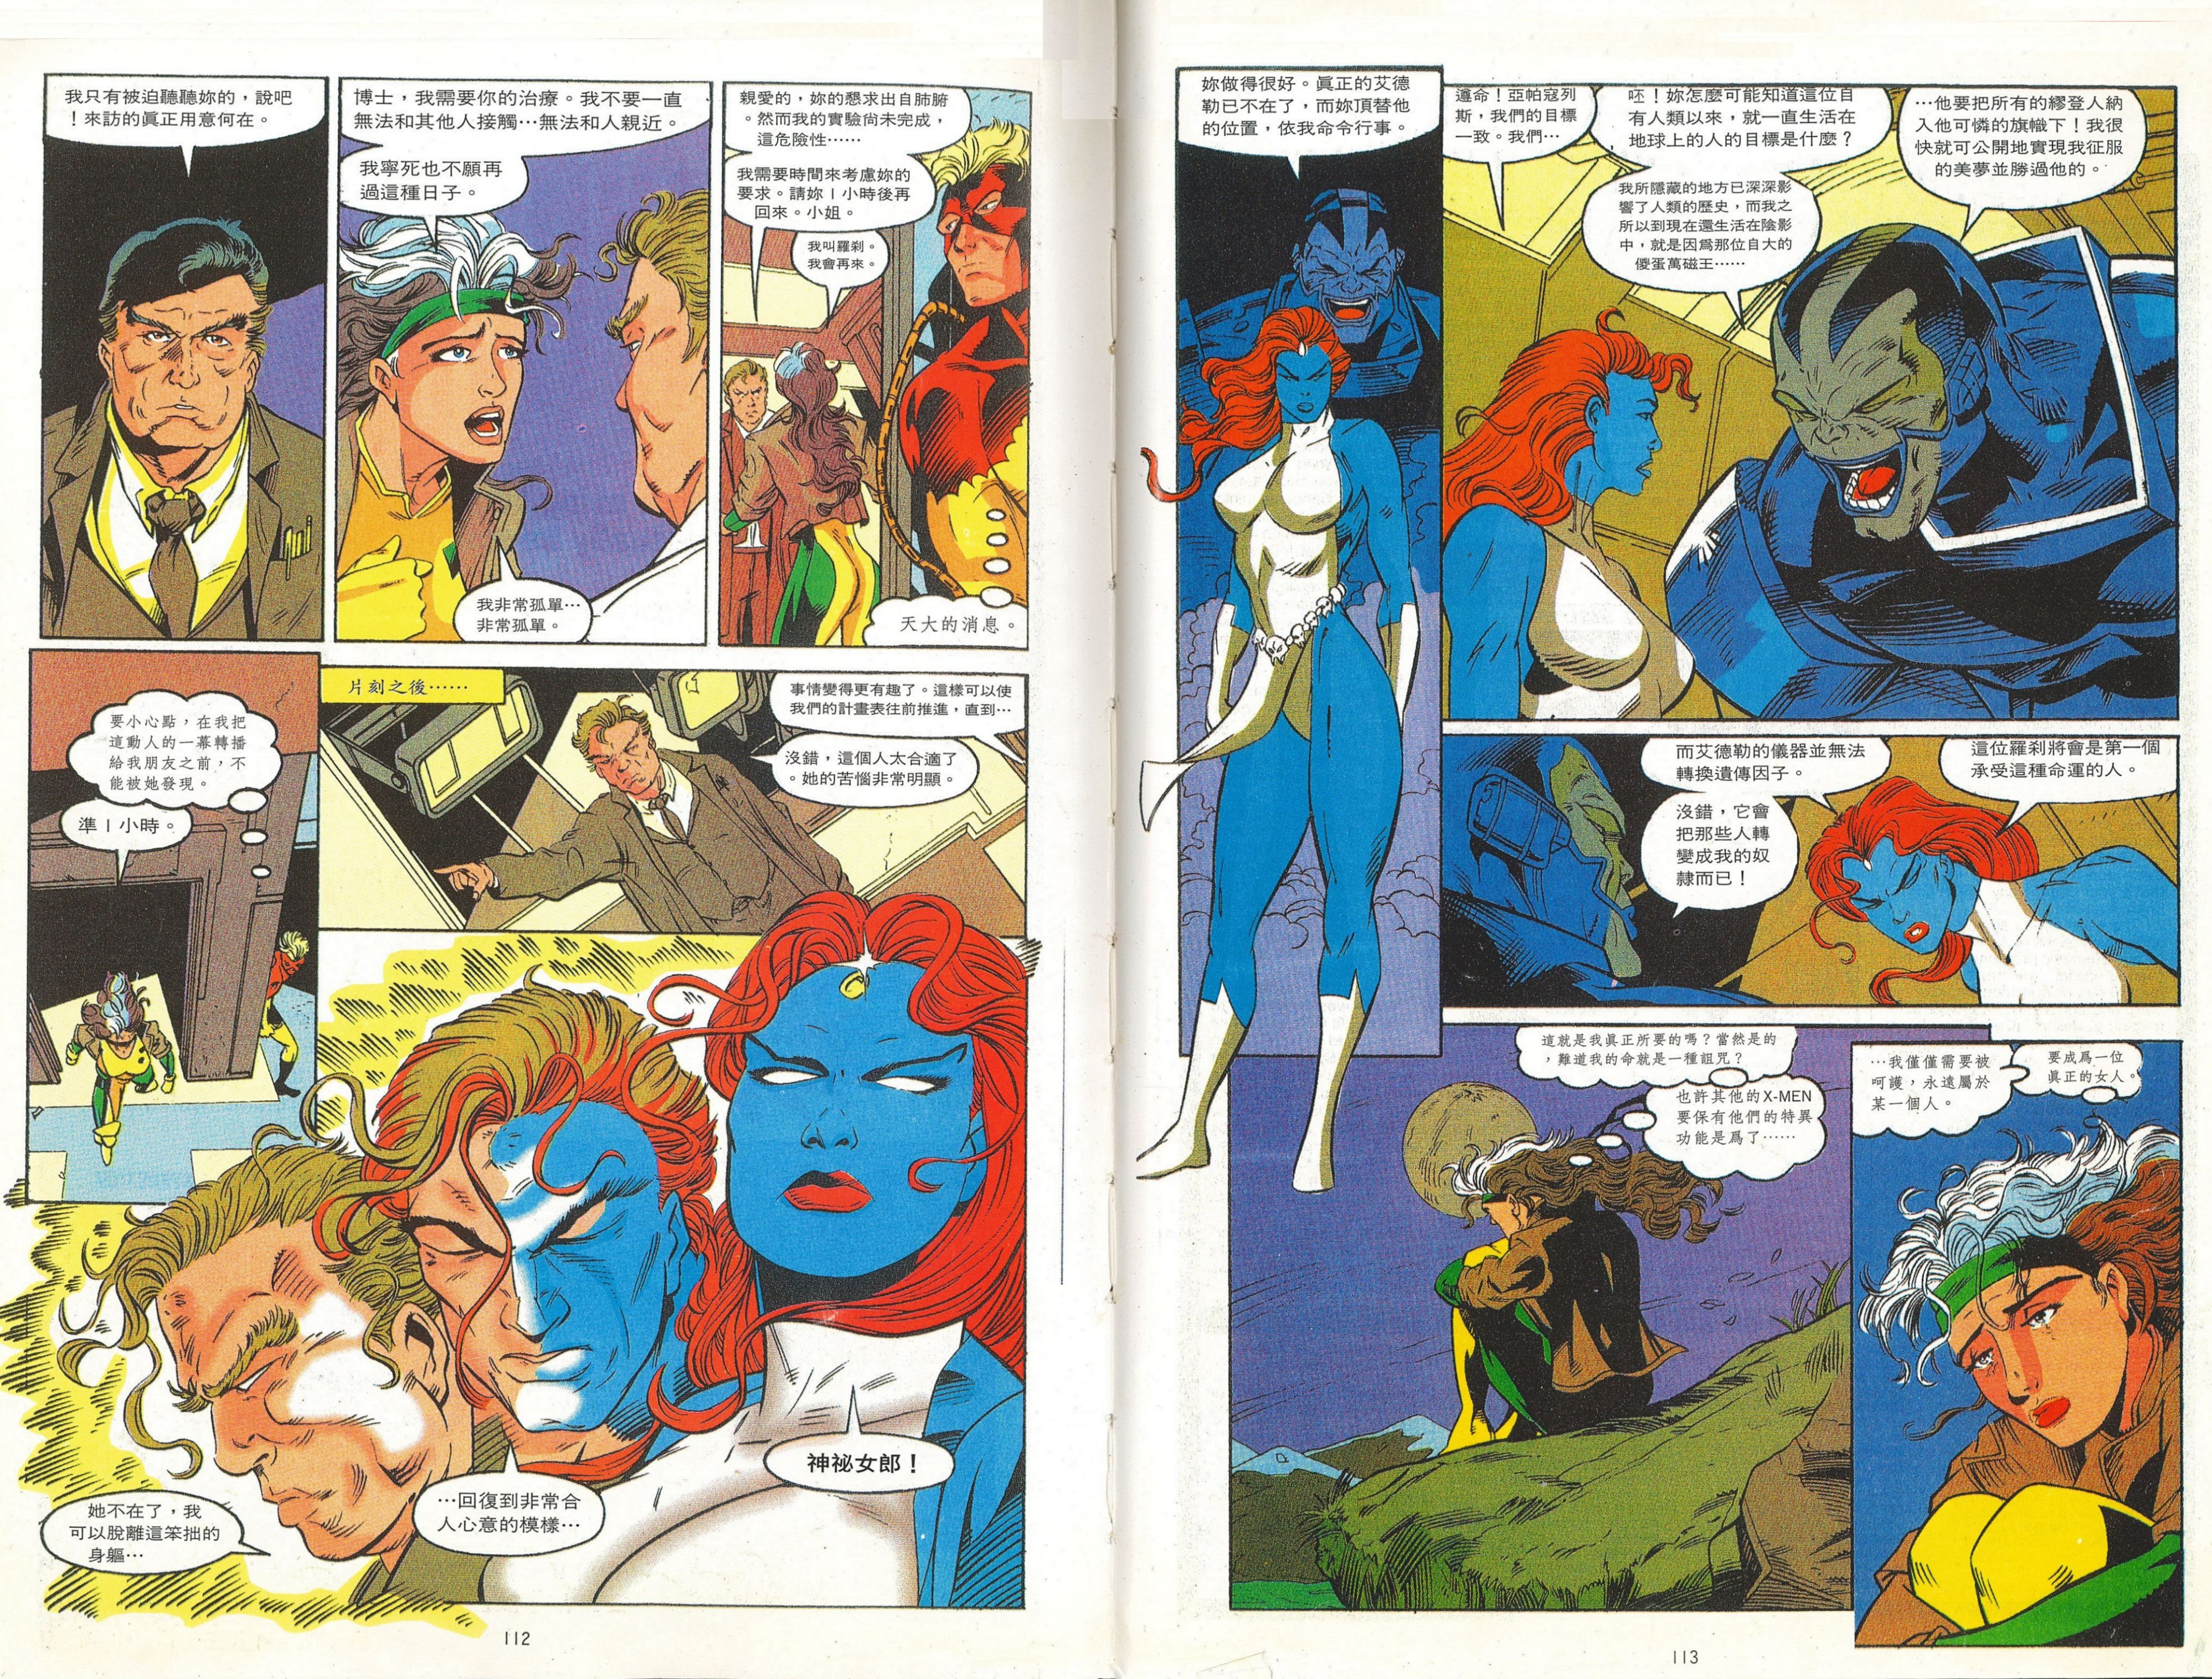 我只有被迫聽聽妳的，說吧
！來訪的眞正用意何在。
博士，我需要你的治療。我不要一直
無法和其他人接觸⋯無法和人親近。
我寧死也不願再
過這種日子。
我非常孤單⋯
非常孤單。
親愛的，妳的懇求出自肺腑
。然而我的實驗尙未完成，
這危險性⋯⋯
我需要時間來考慮妳的
要求。請妳1小時後再
回來。小姐。
我叫羅刹。
我會再來。
天大的消息。
要小心點，在我把
這動人的一幕轉播
給我朋友之前，不
能被她發現。
準1小時。
片刻之後⋯⋯
事情變得更有趣了。這樣可以使
我們的計畫表往前推進，直到⋯
沒錯，這個人太合適了
。她的苦惱非常明顯。
她不在了，我
可以脫離這笨拙的
身軀⋯
⋯回復到非常合
人心意的模樣⋯
神祕女郎！
112
妳做得很好。眞正的艾德
勒已不在了，而妳頂替他
的位置，依我命令行事。
遵命！亞帕寇列
斯，我們的目標
一致。我們⋯
呸！妳怎麼可能知道這位自
有人類以來，就一直生活在
地球上的人的目標是什麼？
我所隱藏的地方已深深影
響了人類的歷史，而我之
所以到現在還生活在陰影
中，就是因爲那位自大的
傻蛋萬磁王⋯⋯
⋯他要把所有的繆登人納
入他可憐的旗幟下！我很
快就可公開地實現我征服
的美夢並勝過他的。
而艾德勒的儀器並無法
轉換遺傳因子。
沒錯，它會
把那些人轉
變成我的奴
隸而已！
這位羅刹將會是第一個
承受這種命運的人。
這就是我眞正所要的嗎？當然是的
，難道我的命就是一種詛咒？
也許其他的X-MEN
要保有他們的特異
功能是爲了⋯⋯
⋯我僅僅需要被
呵護，永遠屬於
某一個人。
要成爲一位
眞正的女人。
113